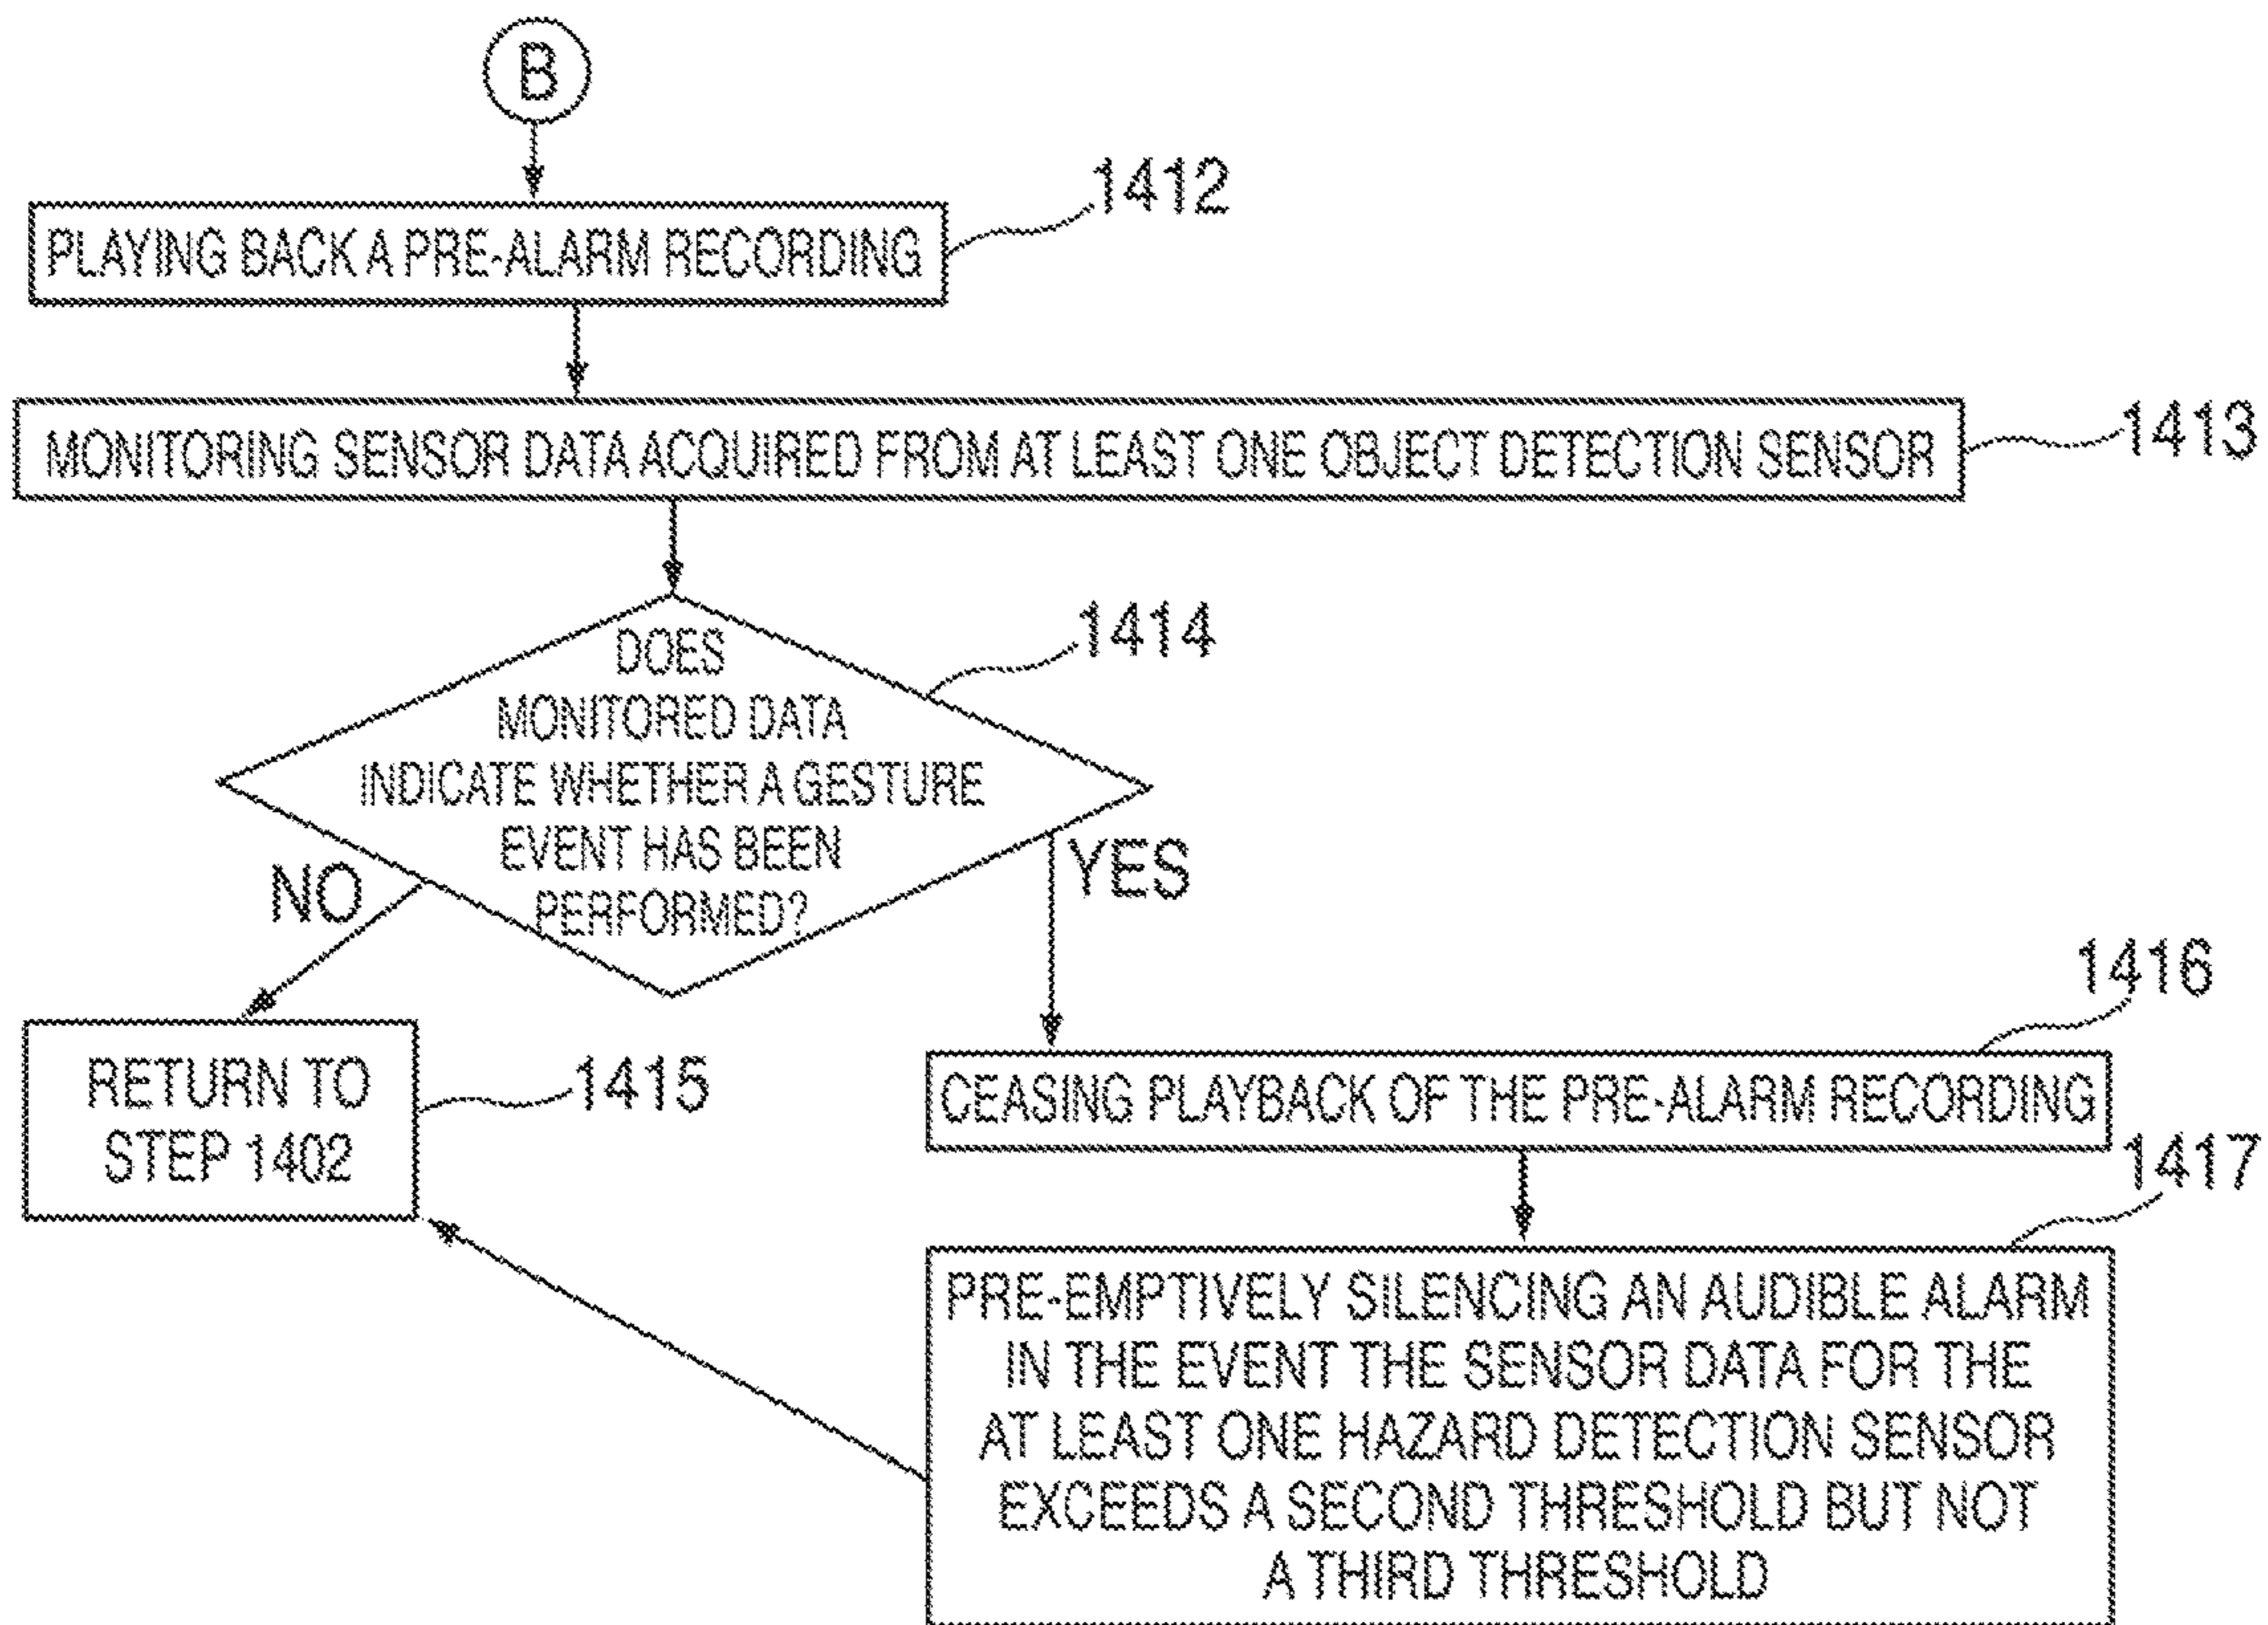 B
1412
PLAYING BACK A PRE-ALARM RECORDING
1413
MONITORING SENSOR DATA ACQUIRED FROM AT LEAST ONE OBJECT DETECTION SENSOR
1414
DOES
MONITORED DATA
INDICATE WHETHER A GESTURE
EVENT HAS BEEN
PERFORMED?
NO
YES
RETURN TO
STEP 1402
1415
1416
CEASING PLAYBACK OF THE PRE-ALARM RECORDING
1417
PRE-EMPTIVELY SILENCING AN AUDIBLE ALARM
IN THE EVENT THE SENSOR DATA FOR THE
AT LEAST ONE HAZARD DETECTION SENSOR
EXCEEDS A SECOND THRESHOLD BUT NOT
A THIRD THRESHOLD